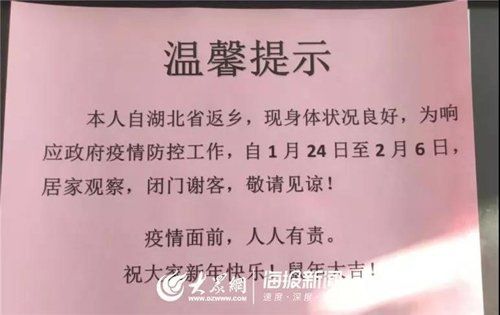 温馨提示
本人自湖北省返乡，现身体状况良好，为响
应政府疫情防控工作，自1月24日至2月6日，
居家观察，闭门谢客，敬请见谅！
疫情面前，人人有责。
祝大家新年快乐！鼠年大吉！
大众网 海报新闻
WWW.DZWWW.COM 速度·深度